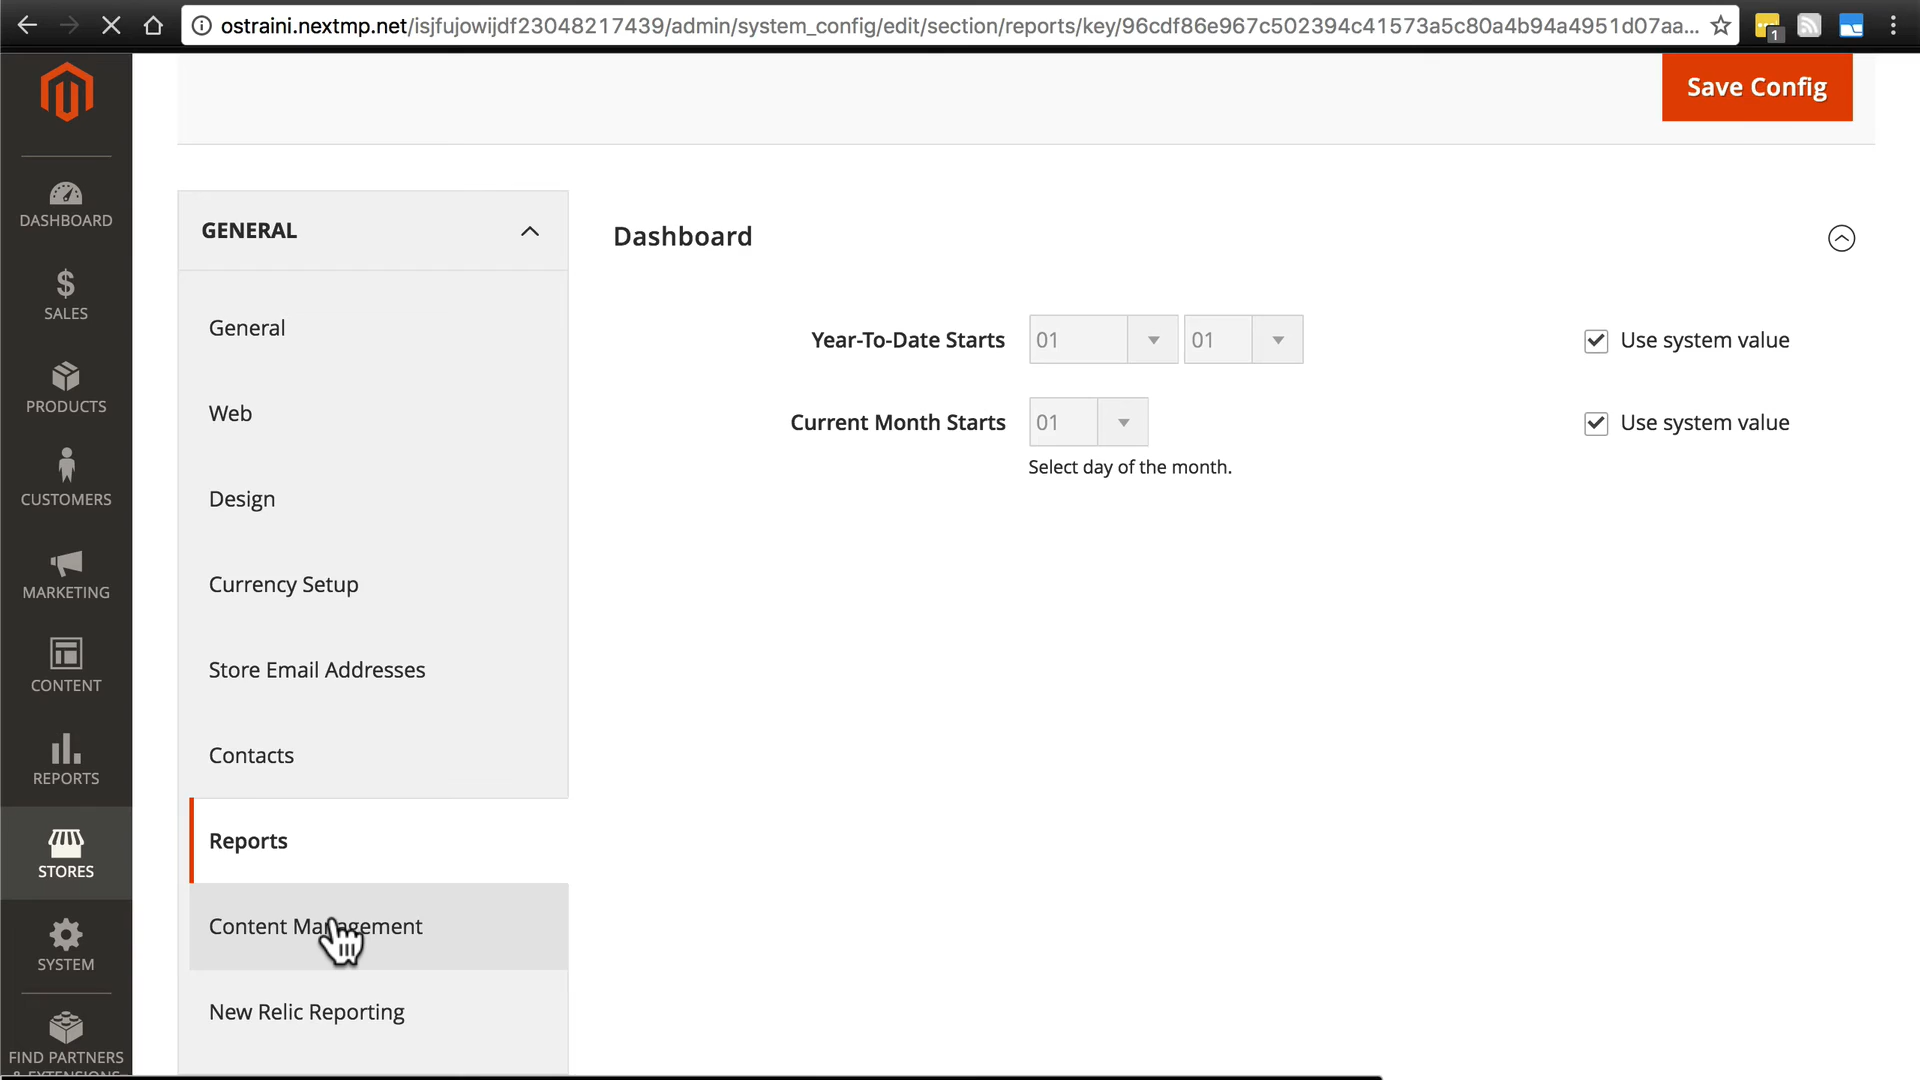 ostraini.nextmp.net/isjfujowijdf23048217439/admin/system_config/edit/section/reports/key/96cdf86e967c502394c41573a5c80a4b94a4951d07aa...
1
Save Config
DASHBOARD
SALES
PRODUCTS
CUSTOMERS
MARKETING
CONTENT
REPORTS
STORES
SYSTEM
FIND PARTNERS
& EXTENSIONS
GENERAL
General
Web
Design
Currency Setup
Store Email Addresses
Contacts
Reports
Content Management
New Relic Reporting
Dashboard
Year-To-Date Starts 01 01 Use system value
Current Month Starts 01 Use system value
Select day of the month.